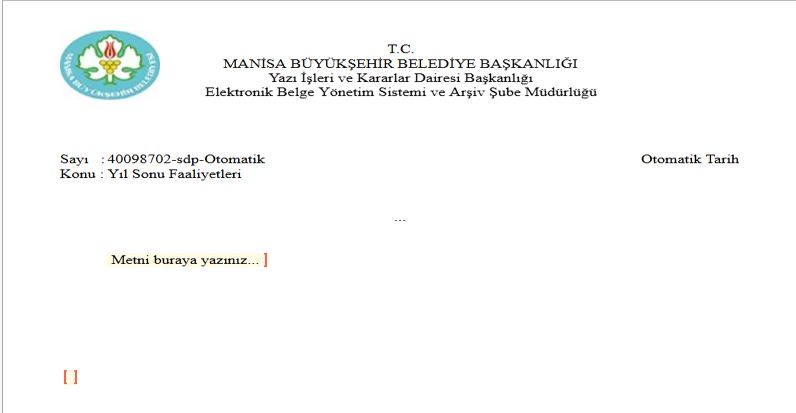 T.C.
MANİSA BÜYÜKŞEHİR BELEDİYE BAŞKANLIĞI
Yazı İşleri ve Kararlar Dairesi Başkanlığı
Elektronik Belge Yönetim Sistemi ve Arşiv Şube Müdürlüğü
MANİSA BÜYÜKŞEHİR BELEDİYESİ
Sayı : 40098702-sdp-Otomatik Otomatik Tarih
Konu : Yıl Sonu Faaliyetleri
...
Metni buraya yazınız... ]
[ ]